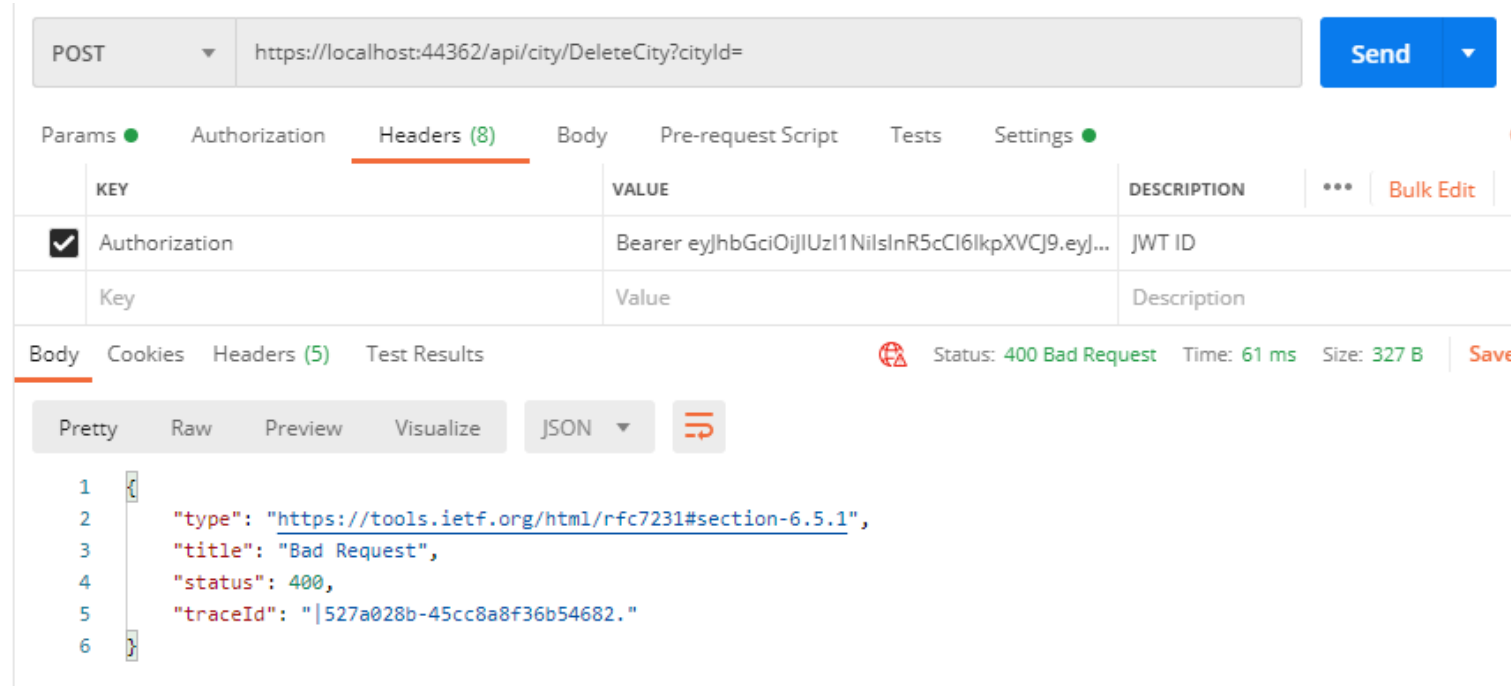 POST https://localhost:44362/api/city/DeleteCity?cityId= Send
Params Authorization Headers (8) Body Pre-request Script Tests Settings
KEY VALUE DESCRIPTION ••• Bulk Edit
Authorization Bearer eyJhbGciOiJIUzI1NiIsInR5cCI6IkpXVCJ9.eyJ... JWT ID
Key Value Description
Body Cookies Headers (5) Test Results Status: 400 Bad Request Time: 61 ms Size: 327 B Save
Pretty Raw Preview Visualize JSON
1 {
2 "type": "https://tools.ietf.org/html/rfc7231#section-6.5.1",
3 "title": "Bad Request",
4 "status": 400,
5 "traceId": "|527a028b-45cc8a8f36b54682."
6 }